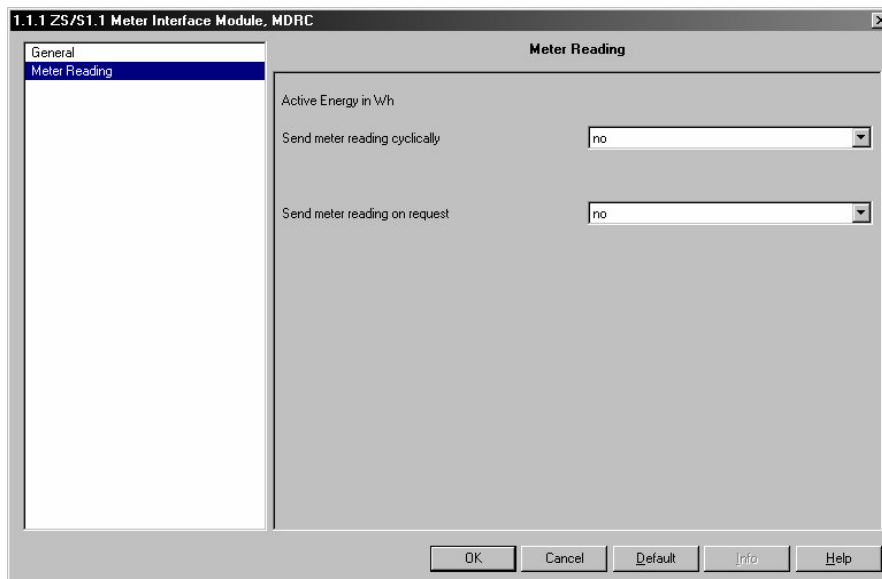 1.1.1 ZS/S1.1 Meter Interface Module, MDRC
General
Meter Reading
Meter Reading
Active Energy in Wh
Send meter reading cyclically no
Send meter reading on request no
OK Cancel Default Info Help